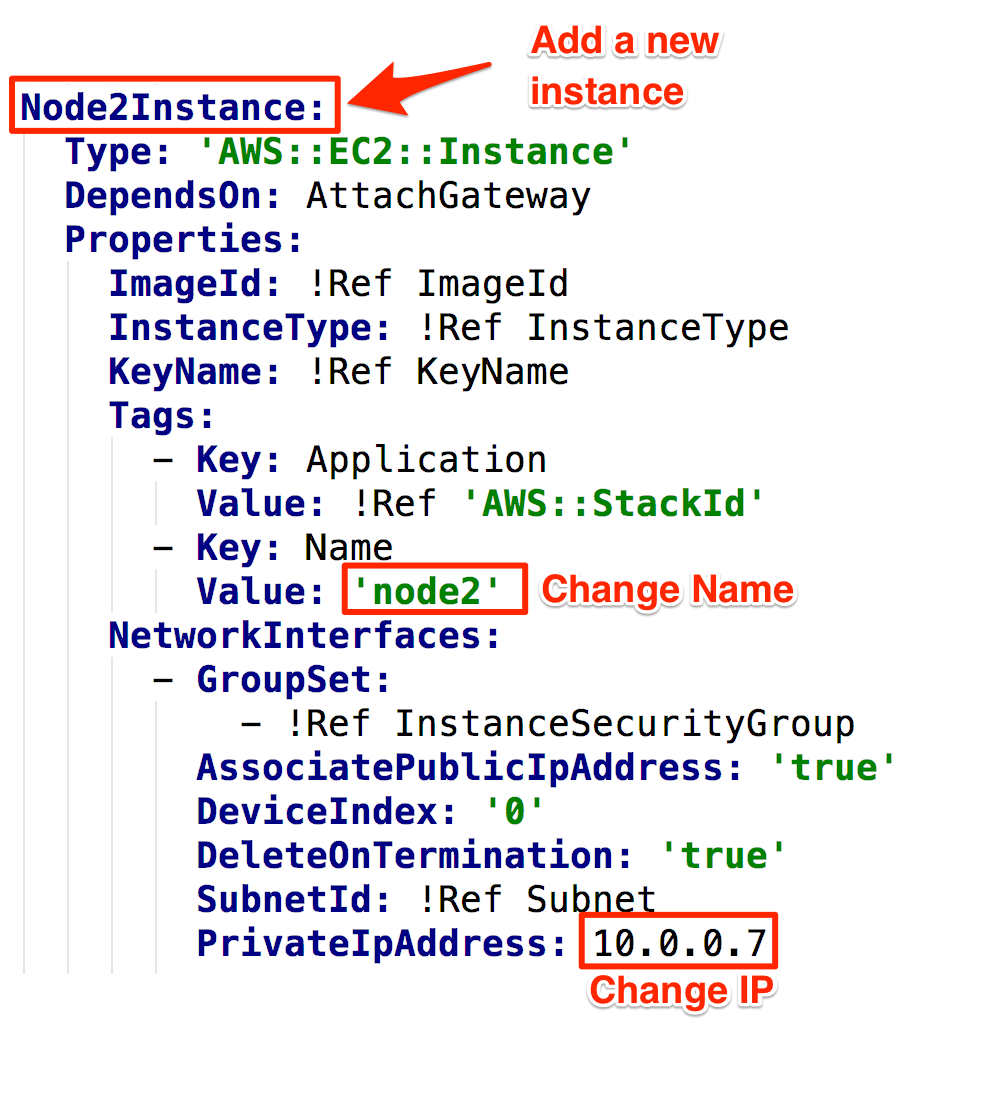 Add a new
instance
Node2Instance:
Type: 'AWS::EC2::Instance'
DependsOn: AttachGateway
Properties:
ImageId: !Ref ImageId
InstanceType: !Ref InstanceType
KeyName: !Ref KeyName
Tags:
- Key: Application
Value: !Ref 'AWS::StackId'
- Key: Name
Value: 'node2' Change Name
NetworkInterfaces:
- GroupSet:
- !Ref InstanceSecurityGroup
AssociatePublicIpAddress: 'true'
DeviceIndex: '0'
DeleteOnTermination: 'true'
SubnetId: !Ref Subnet
PrivateIpAddress: 10.0.0.7
Change IP